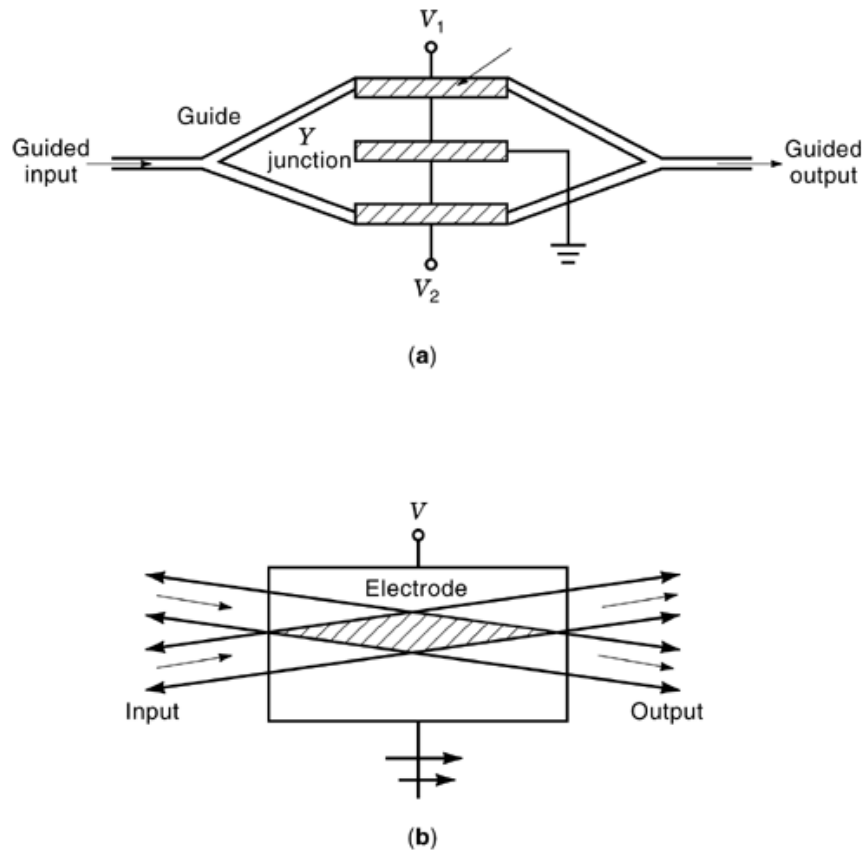 V1
Guide
Guided
input
Y
junction
Guided
output
V2
(a)
V
Electrode
Input
Output
(b)